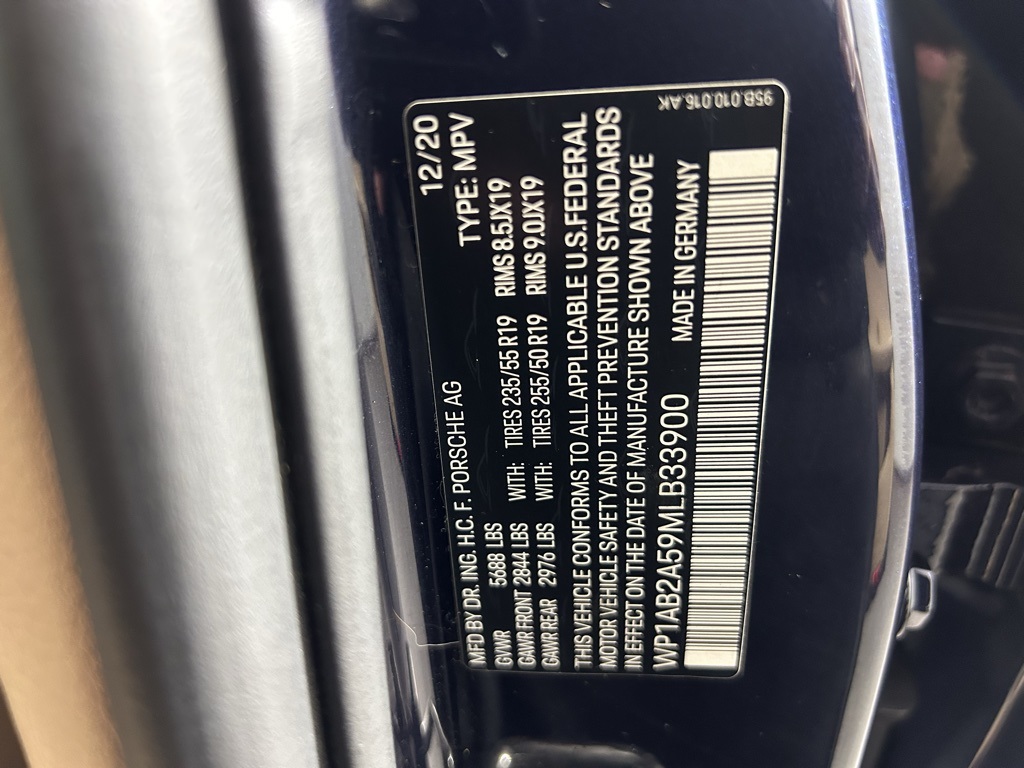 12/20
MFD BY DR. ING. H.C. F. PORSCHE AG TYPE: MPV
GVWR 5688 LBS
GAWR FRONT 2844 LBS WITH: TIRES 235/55 R19 RIMS 8.5JX19
GAWR REAR 2976 LBS WITH: TIRES 255/50 R19 RIMS 9.0JX19
THIS VEHICLE CONFORMS TO ALL APPLICABLE U.S.FEDERAL
MOTOR VEHICLE SAFETY AND THEFT PREVENTION STANDARDS
IN EFFECT ON THE DATE OF MANUFACTURE SHOWN ABOVE
WP1AB2A59MLB33900 MADE IN GERMANY
95B.010.016.AK